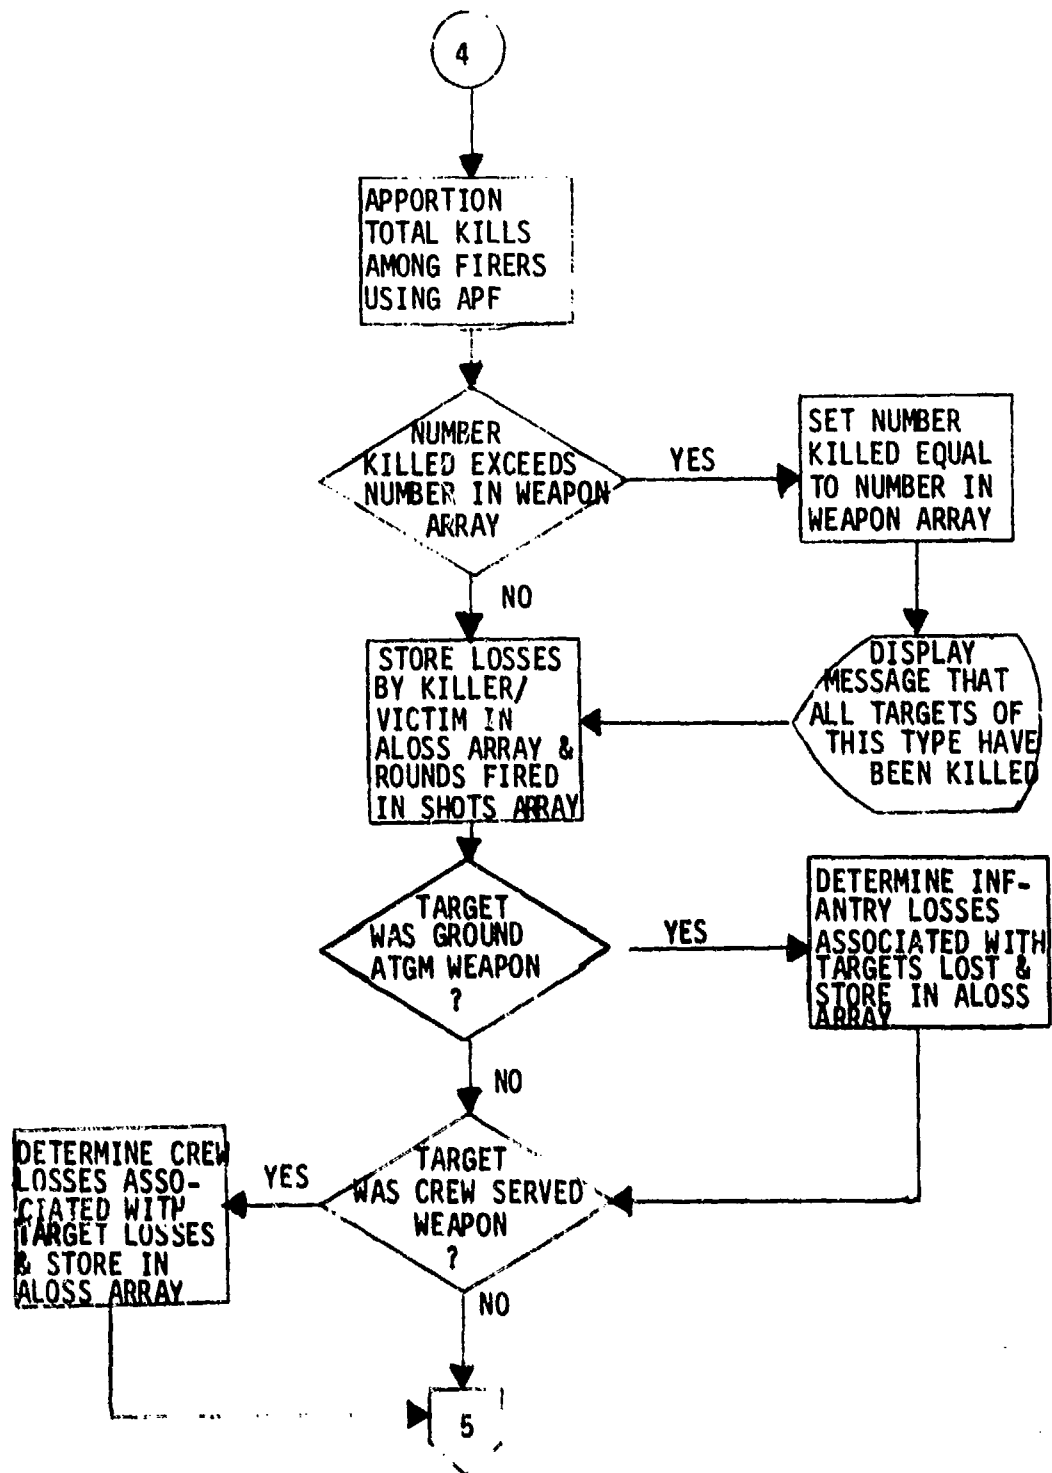 4
APPORTION
TOTAL KILLS
AMONG FIRERS
USING APF
NUMBER
KILLED EXCEEDS
NUMBER IN WEAPON
ARRAY
YES
SET NUMBER
KILLED EQUAL
TO NUMBER IN
WEAPON ARRAY
NO
DISPLAY
MESSAGE THAT
ALL TARGETS OF
THIS TYPE HAVE
BEEN KILLED
STORE LOSSES
BY KILLER/
VICTIM IN
ALOSS ARRAY &
ROUNDS FIRED
IN SHOTS ARRAY
TARGET
WAS GROUND
ATGM WEAPON
?
YES
DETERMINE INF-
ANTRY LOSSES
ASSOCIATED WITH
TARGETS LOST &
STORE IN ALOSS
ARRAY
NO
TARGET
WAS CREW SERVED
WEAPON
?
YES
DETERMINE CREW
LOSSES ASSO-
CIATED WITH
TARGET LOSSES
& STORE IN
ALOSS ARRAY
NO
5